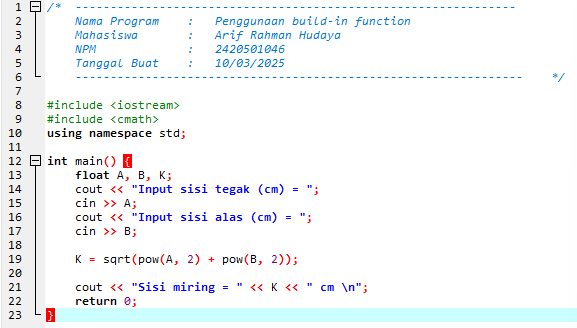 1 /* ----------------------------------------------------------------
2 Nama Program : Penggunaan build-in function
3 Mahasiswa : Arif Rahman Hudaya
4 NPM : 2420501046
5 Tanggal Buat : 10/03/2025
6 ---------------------------------------------------------------- */
7
8 #include <iostream>
9 #include <cmath>
10 using namespace std;
11
12 int main() {
13 float A, B, K;
14 cout << "Input sisi tegak (cm) = ";
15 cin >> A;
16 cout << "Input sisi alas (cm) = ";
17 cin >> B;
18
19 K = sqrt(pow(A, 2) + pow(B, 2));
20
21 cout << "Sisi miring = " << K << " cm \n";
22 return 0;
23 }